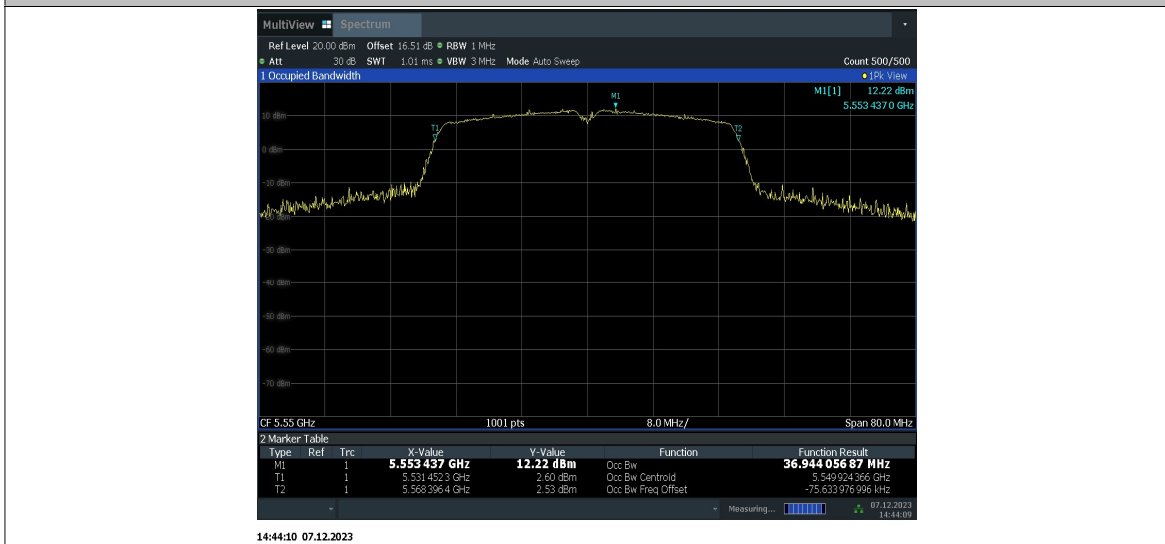 MultiView Spectrum
Ref Level 20.00 dBm Offset 16.51 dB RBW 1 MHz
Att 30 dB SWT 1.01 ms VBW 3 MHz Mode Auto Sweep Count 500/500
1 Occupied Bandwidth 1Pk View
M1[1] 12.22 dBm
5.553 437 0 GHz
M1
10 dBm
T1 T2
0 dBm
-10 dBm
-20 dBm
-30 dBm
-40 dBm
-50 dBm
-60 dBm
-70 dBm
CF 5.55 GHz 1001 pts 8.0 MHz/ Span 80.0 MHz
2 Marker Table
Type Ref Trc X-Value Y-Value Function Function Result
M1 1 5.553 437 GHz 12.22 dBm Occ Bw 36.944 056 87 MHz
T1 1 5.531 452 3 GHz 2.60 dBm Occ Bw Centroid 5.549 924 366 GHz
T2 1 5.568 396 4 GHz 2.53 dBm Occ Bw Freq Offset -75.633 976 996 kHz
Measuring... 07.12.2023
14:44:09
14:44:10 07.12.2023